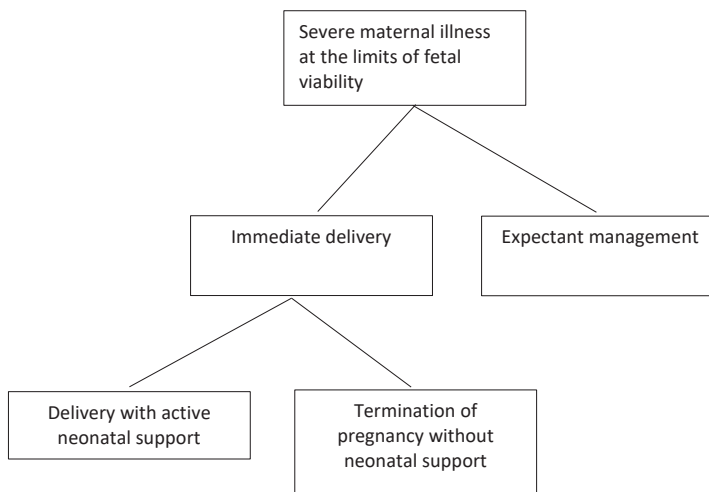 Severe maternal illness
at the limits of fetal
viability
Immediate delivery
Expectant management
Delivery with active
neonatal support
Termination of
pregnancy without
neonatal support